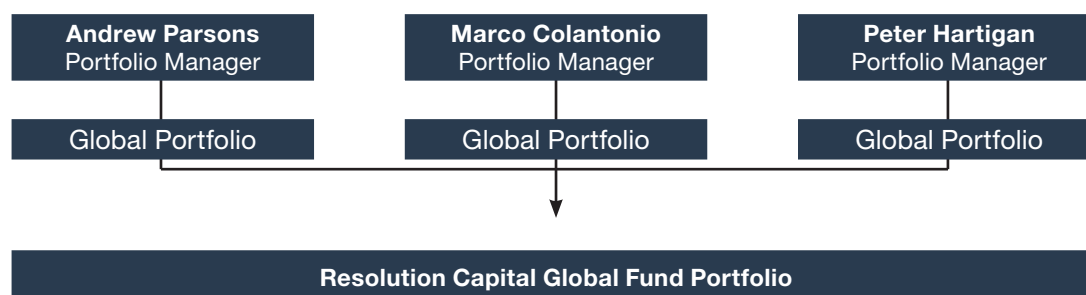 Andrew Parsons
Portfolio Manager
Marco Colantonio
Portfolio Manager
Peter Hartigan
Portfolio Manager
Global Portfolio
Global Portfolio
Global Portfolio
Resolution Capital Global Fund Portfolio